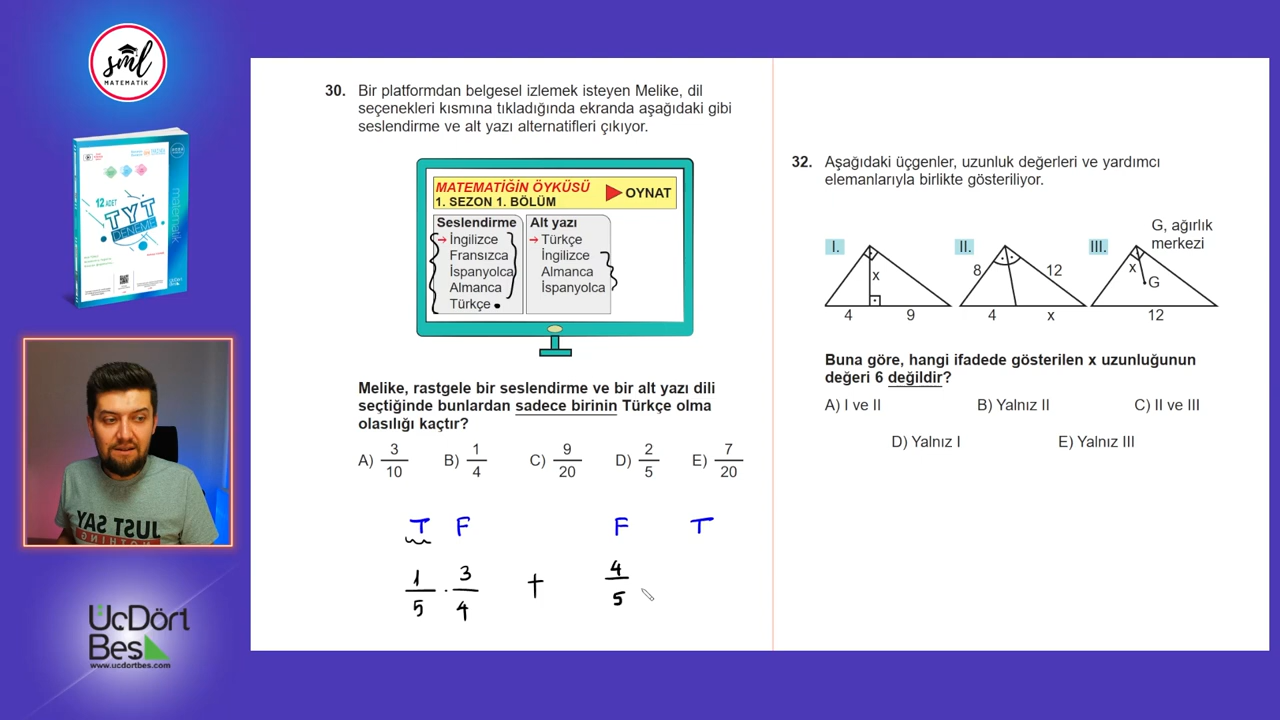 sml
MATEMATİK
12 ADET
TYT
DENEME
matematik
UcDört
Bes
www.ucdortbes.com
JUST
SAY
NOTHING
30. Bir platformdan belgesel izlemek isteyen Melike, dil
seçenekleri kısmına tıkladığında ekranda aşağıdaki gibi
seslendirme ve alt yazı alternatifleri çıkıyor.
MATEMATİĞİN ÖYKÜSÜ
1. SEZON 1. BÖLÜM
OYNAT
Seslendirme
İngilizce
Fransızca
İspanyolca
Almanca
Türkçe
Alt yazı
Türkçe
İngilizce
Almanca
İspanyolca
Melike, rastgele bir seslendirme ve bir alt yazı dili
seçtiğinde bunlardan sadece birinin Türkçe olma
olasılığı kaçtır?
A) 3/10 B) 1/4 C) 9/20 D) 2/5 E) 7/20
T F F T
1/5 . 3/4 + 4/5
32. Aşağıdaki üçgenler, uzunluk değerleri ve yardımcı
elemanlarıyla birlikte gösteriliyor.
I.
x
4 9
II.
8 12
4 x
III.
G, ağırlık
merkezi
x
G
12
Buna göre, hangi ifadede gösterilen x uzunluğunun
değeri 6 değildir?
A) I ve II B) Yalnız II C) II ve III
D) Yalnız I E) Yalnız III